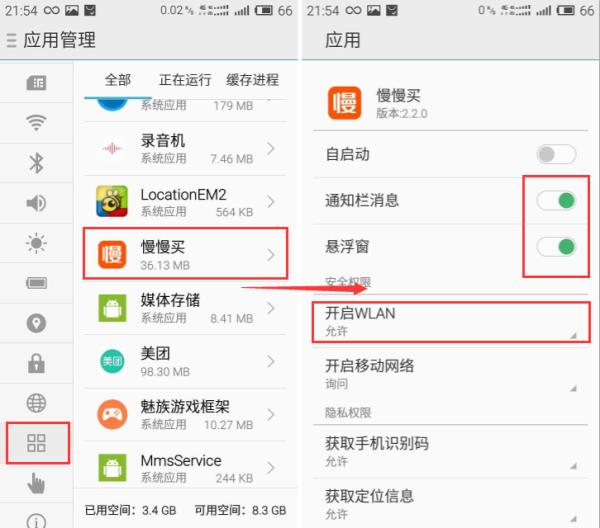 21:54
0.02%
66
应用管理
全部
正在运行
缓存进程
系统应用
179 MB
录音机
系统应用
7.46 MB
LocationEM2
系统应用
564 KB
慢
慢慢买
36.13 MB
媒体存储
系统应用
8.41 MB
美团
美团
98.30 MB
魅族游戏框架
系统应用
10.27 MB
MmsService
系统应用
244 KB
已用空间：3.4 GB
可用空间：8.3 GB
21:54
0%
66
应用
慢
慢慢买
版本:2.2.0
自启动
通知栏消息
悬浮窗
安全权限
开启WLAN
允许
开启移动网络
询问
隐私权限
获取手机识别码
允许
获取定位信息
允许